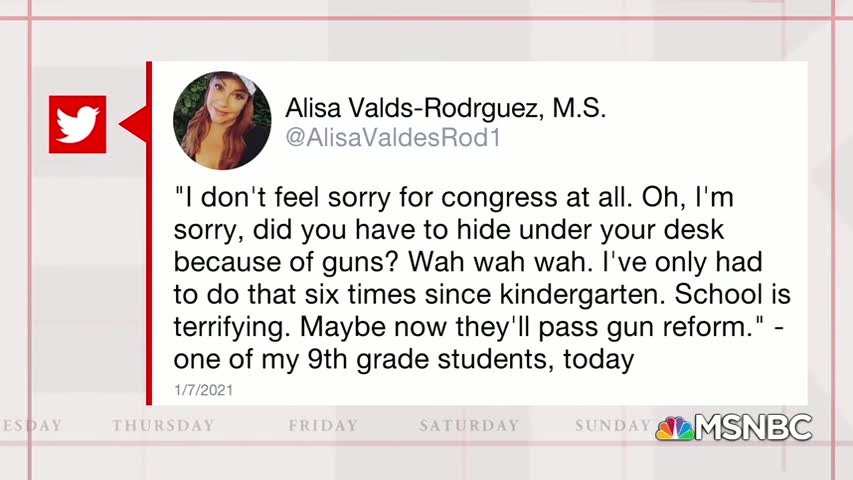 Alisa Valds-Rodrguez, M.S.
@AlisaValdesRod1
"I don't feel sorry for congress at all. Oh, I'm
sorry, did you have to hide under your desk
because of guns? Wah wah wah. I've only had
to do that six times since kindergarten. School is
terrifying. Maybe now they'll pass gun reform." -
one of my 9th grade students, today
1/7/2021
ESDAY THURSDAY FRIDAY SATURDAY SUNDAY
MSNBC